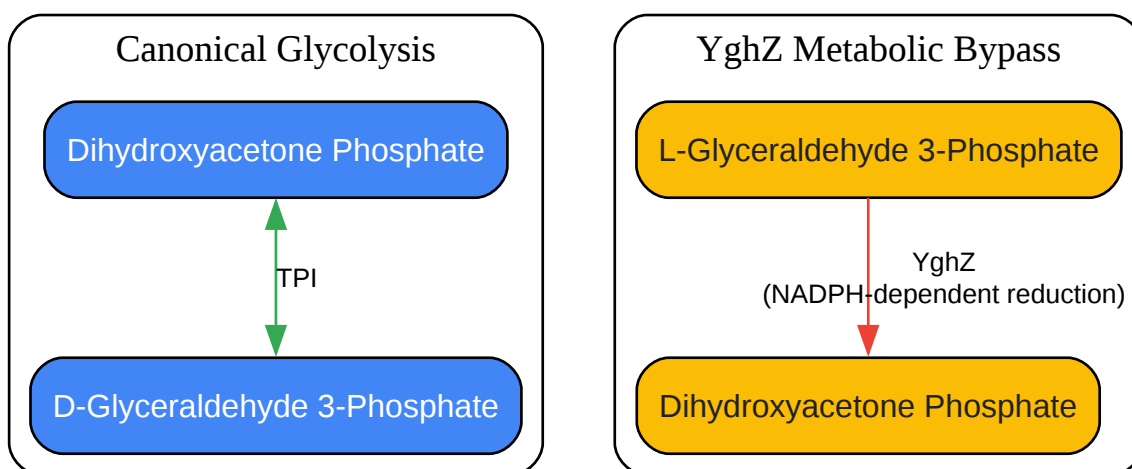 Canonical Glycolysis
Dihydroxyacetone Phosphate
TPI
D-Glyceraldehyde 3-Phosphate
YghZ Metabolic Bypass
L-Glyceraldehyde 3-Phosphate
YghZ
(NADPH-dependent reduction)
Dihydroxyacetone Phosphate